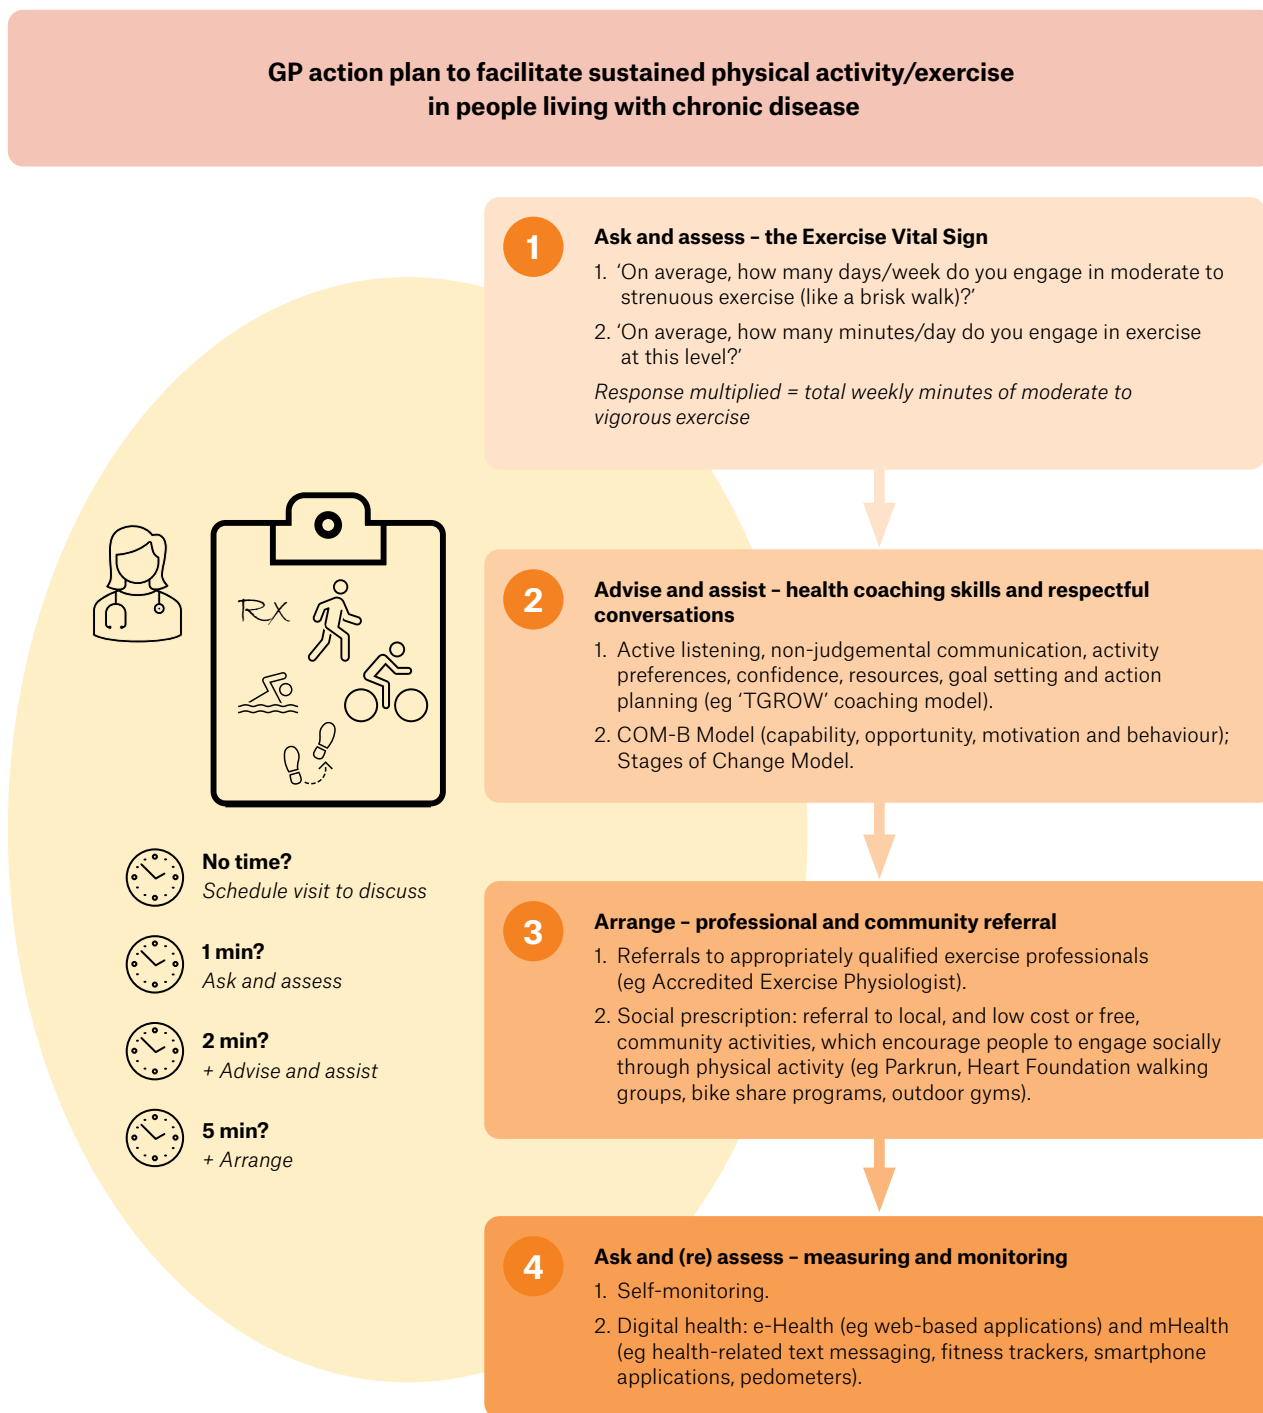 GP action plan to facilitate sustained physical activity/exercise
in people living with chronic disease
1
Ask and assess – the Exercise Vital Sign
1. ‘On average, how many days/week do you engage in moderate to
strenuous exercise (like a brisk walk)?’
2. ‘On average, how many minutes/day do you engage in exercise
at this level?’
Response multiplied = total weekly minutes of moderate to
vigorous exercise
2
Advise and assist – health coaching skills and respectful
conversations
1. Active listening, non-judgemental communication, activity
preferences, confidence, resources, goal setting and action
planning (eg ‘TGROW’ coaching model).
2. COM-B Model (capability, opportunity, motivation and behaviour);
Stages of Change Model.
RX
No time?
Schedule visit to discuss
1 min?
Ask and assess
2 min?
+ Advise and assist
5 min?
+ Arrange
3
Arrange – professional and community referral
1. Referrals to appropriately qualified exercise professionals
(eg Accredited Exercise Physiologist).
2. Social prescription: referral to local, and low cost or free,
community activities, which encourage people to engage socially
through physical activity (eg Parkrun, Heart Foundation walking
groups, bike share programs, outdoor gyms).
4
Ask and (re) assess – measuring and monitoring
1. Self-monitoring.
2. Digital health: e-Health (eg web-based applications) and mHealth
(eg health-related text messaging, fitness trackers, smartphone
applications, pedometers).